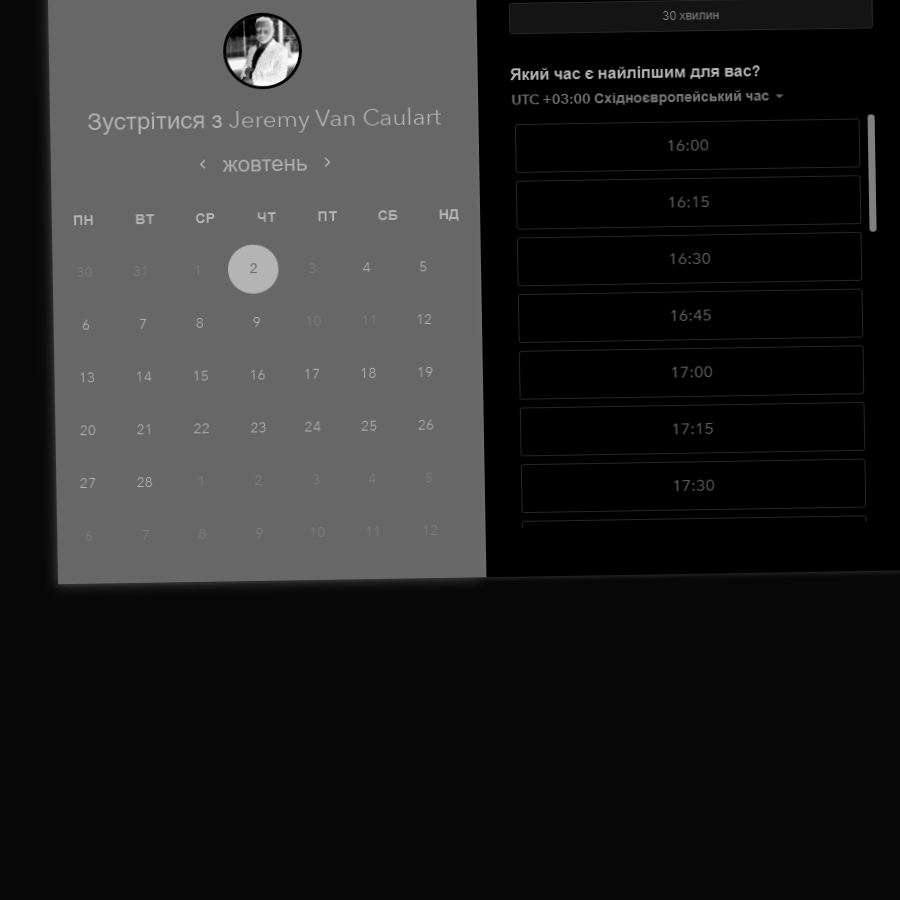 Зустрітися з Jeremy Van Caulart
жовтень
ПН ВТ СР ЧТ ПТ СБ НД
30 31 1 2 3 4 5
6 7 8 9 10 11 12
13 14 15 16 17 18 19
20 21 22 23 24 25 26
27 28 1 2 3 4 5
6 7 8 9 10 11 12
30 хвилин
Який час є найліпшим для вас?
UTC +03:00 Східноєвропейський час
16:00
16:15
16:30
16:45
17:00
17:15
17:30